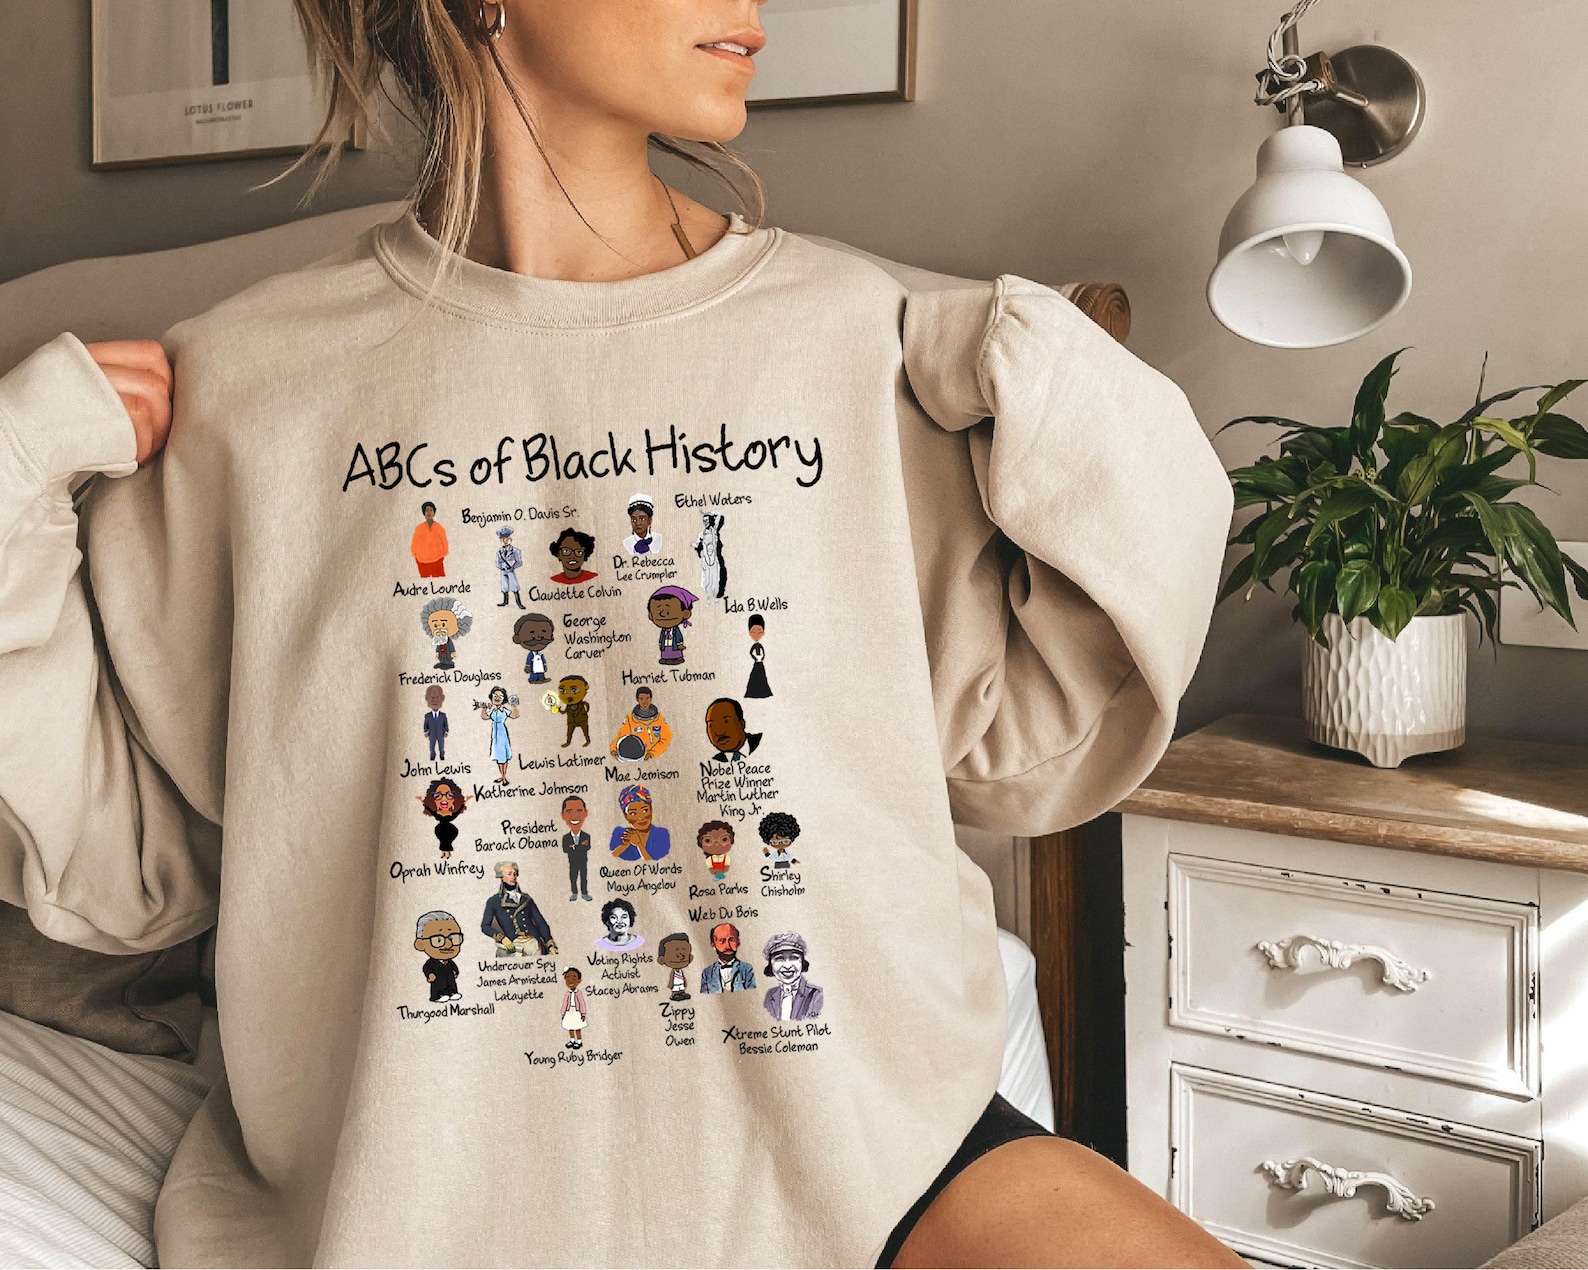 LOTUS FLOWER
ABCs of Black History
Audre Lourde
Benjamin O. Davis Sr.
Claudette Colvin
Dr. Rebecca
Lee Crumpler
Ethel Waters
Frederick Douglass
George
Washington
Carver
Harriet Tubman
Ida B.Wells
John Lewis
Katherine Johnson
Lewis Latimer
Mae Jemison
Nobel Peace
Prize Winner
Martin Luther
King Jr.
Oprah Winfrey
President
Barack Obama
Queen Of Words
Maya Angelou
Rosa Parks
Shirley
Chisholm
Thurgood Marshall
Undercover Spy
James Armistead
Latayette
Voting Rights
Activist
Stacey Abrams
W.e.b Du Bois
Xtreme Stunt Pilot
Bessie Coleman
Young Ruby Bridger
Zippy
Jesse
Owen